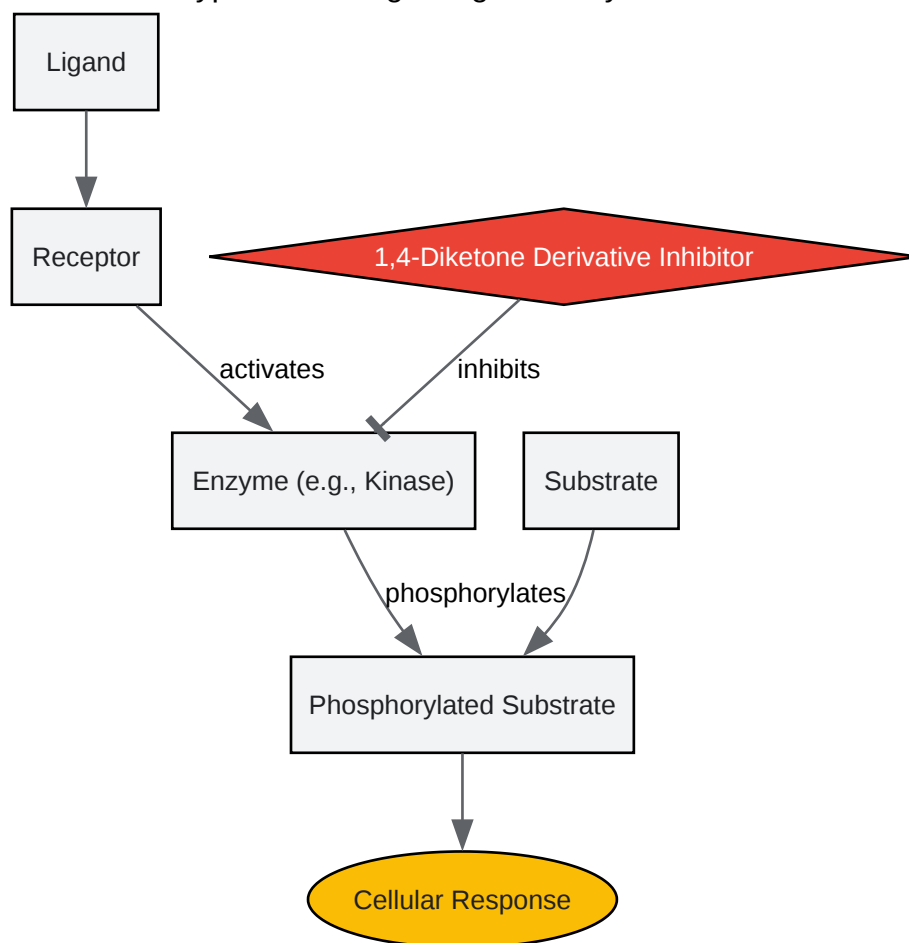 Ligand
Receptor
1,4-Diketone Derivative Inhibitor
activates
inhibits
Enzyme (e.g., Kinase)
Substrate
phosphorylates
Phosphorylated Substrate
Cellular Response